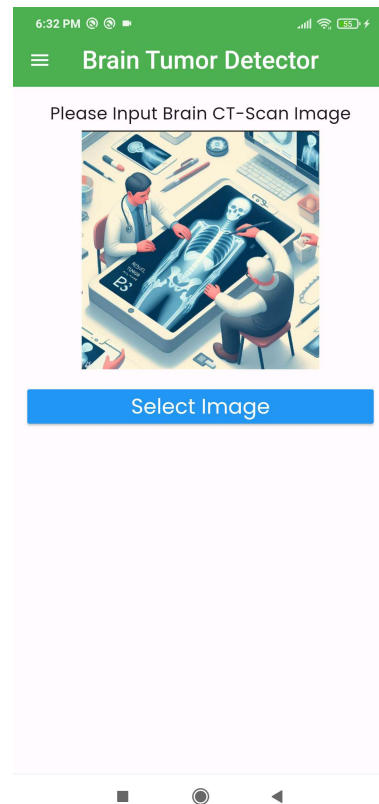 6:32 PM
55
Brain Tumor Detector
Please Input Brain CT-Scan Image
Select Image